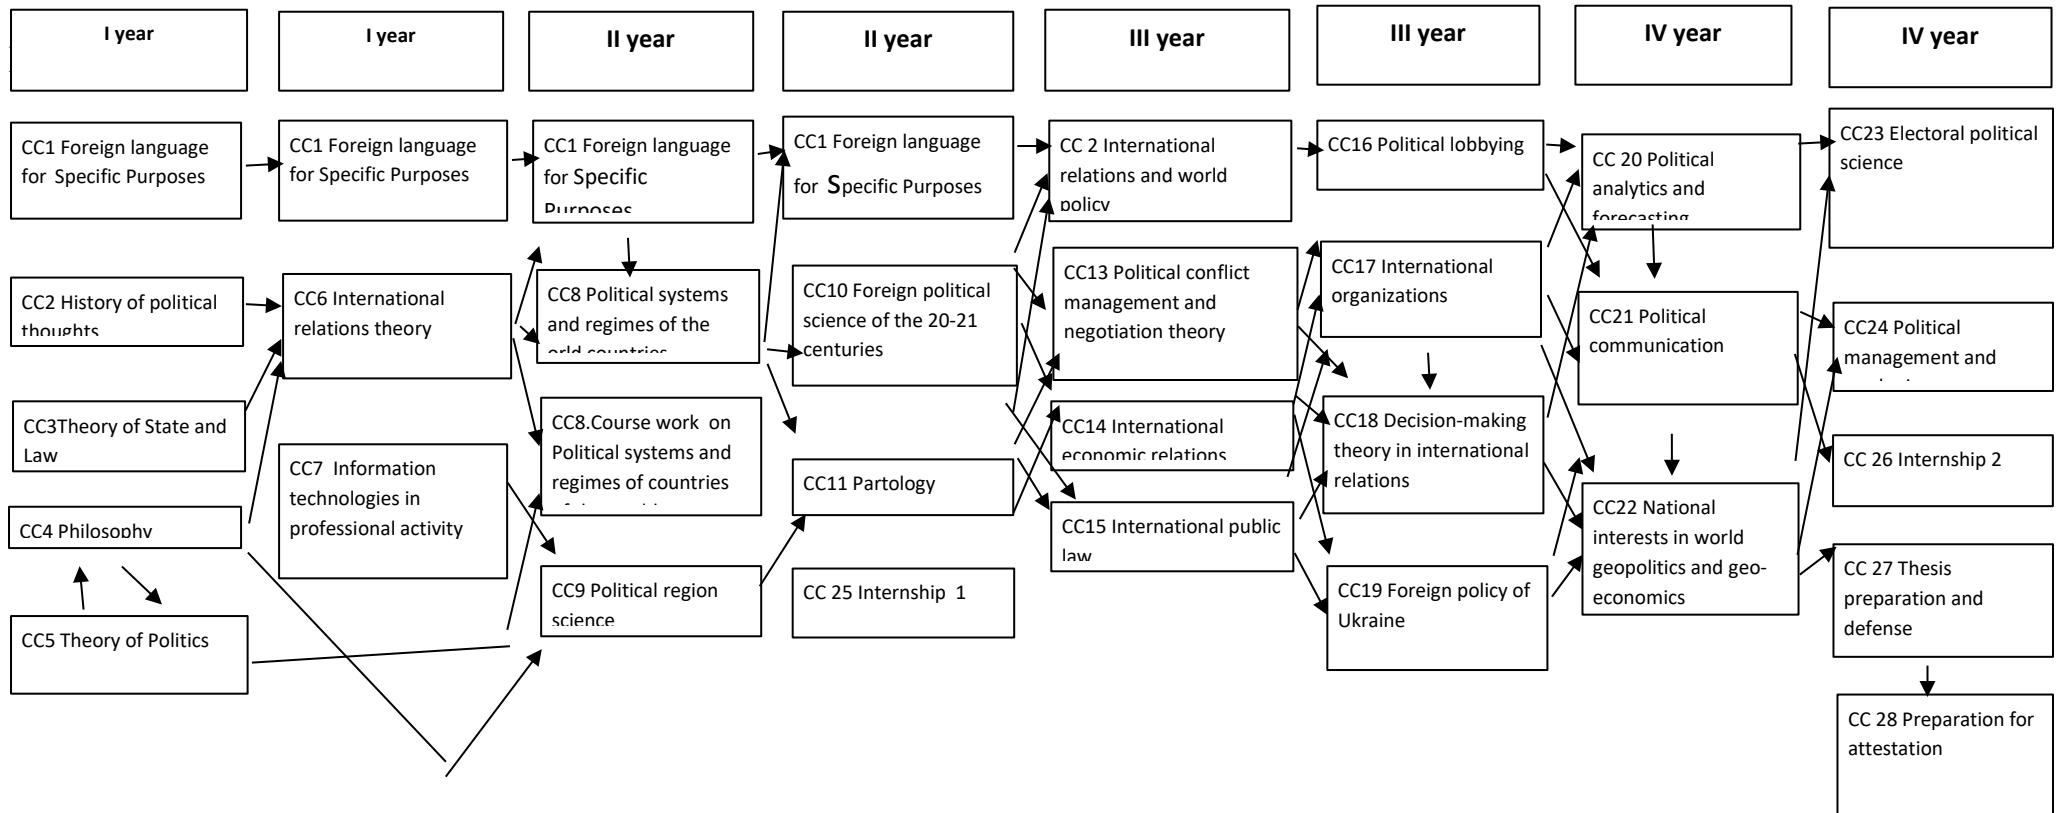 I year
I year
II year
II year
III year
III year
IV year
IV year
CC1 Foreign language
for Specific Purposes
CC2 History of political
thoughts
CC3Theory of State and
Law
CC4 Philosophy
CC5 Theory of Politics
CC1 Foreign language
for Specific Purposes
CC6 International
relations theory
CC7 Information
technologies in
professional activity
CC1 Foreign language
for Specific
Purposes
CC8 Political systems
and regimes of the
orld countries
CC8.Course work on
Political systems and
regimes of countries
CC9 Political region
science
CC1 Foreign language
for Specific Purposes
CC10 Foreign political
science of the 20-21
centuries
CC11 Partology
CC 25 Internship 1
CC 2 International
relations and world
policy
CC13 Political conflict
management and
negotiation theory
CC14 International
economic relations
CC15 International public
law
CC16 Political lobbying
CC17 International
organizations
CC18 Decision-making
theory in international
relations
CC19 Foreign policy of
Ukraine
CC 20 Political
analytics and
forecasting
CC21 Political
communication
CC22 National
interests in world
geopolitics and geo-
economics
CC23 Electoral political
science
CC24 Political
management and
CC 26 Internship 2
CC 27 Thesis
preparation and
defense
CC 28 Preparation for
attestation